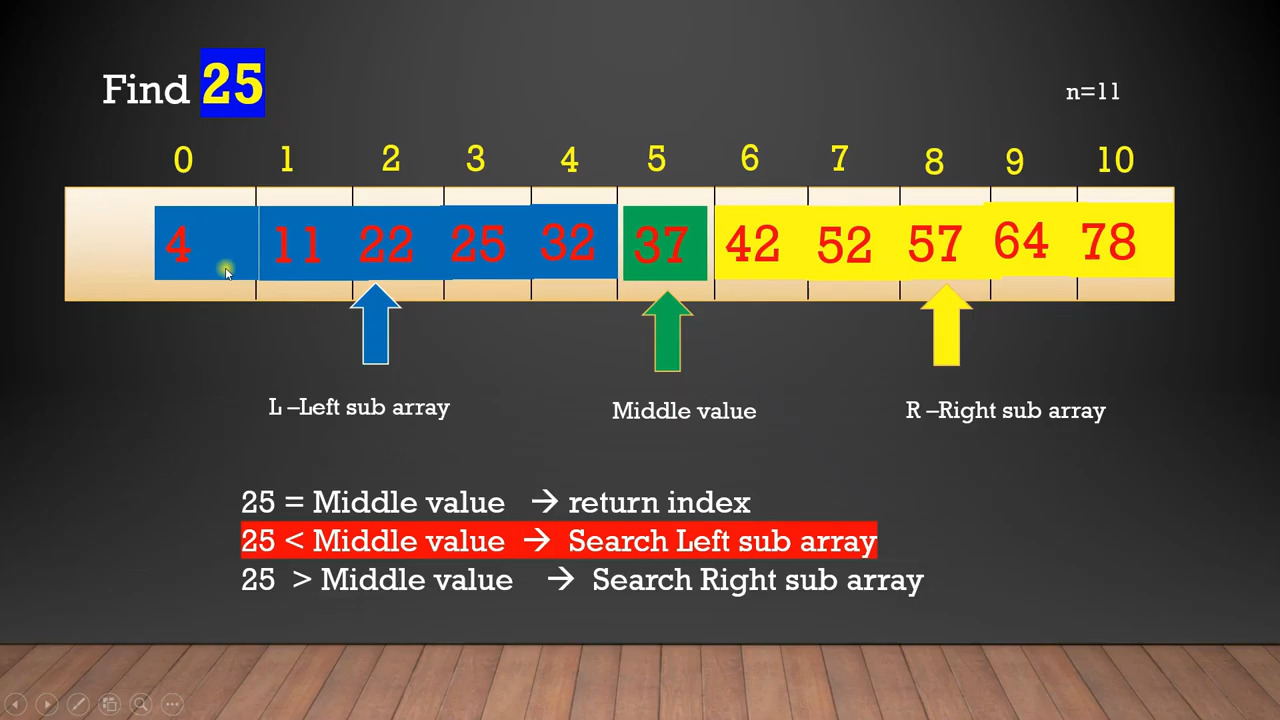 Find 25
n=11
0 1 2 3 4 5 6 7 8 9 10
4 11 22 25 32 37 42 52 57 64 78
L –Left sub array
Middle value
R –Right sub array
25 = Middle value → return index
25 < Middle value → Search Left sub array
25 > Middle value → Search Right sub array